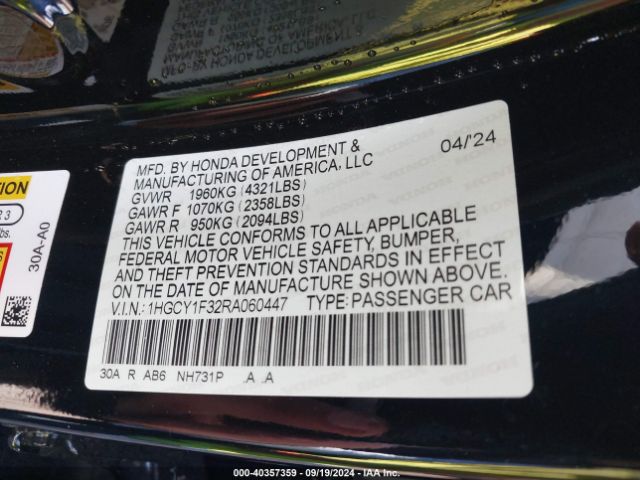 MFD. BY HONDA DEVELOPMENT & 04/'24
MANUFACTURING OF AMERICA, LLC
GVWR 1960KG (4321LBS)
GAWR F 1070KG (2358LBS)
GAWR R 950KG (2094LBS)
THIS VEHICLE CONFORMS TO ALL APPLICABLE
FEDERAL MOTOR VEHICLE SAFETY, BUMPER,
AND THEFT PREVENTION STANDARDS IN EFFECT
ON THE DATE OF MANUFACTURE SHOWN ABOVE.
V.I.N.: 1HGCY1F32RA060447 TYPE: PASSENGER CAR
30A R AB6 NH731P .A .A
30A-A0
R 3
lbs.
000-40357359 - 09/19/2024 - IAA Inc.